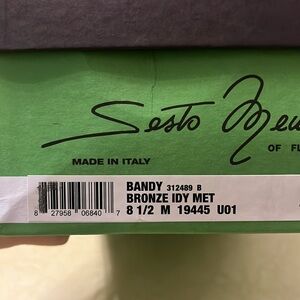 Sesto
OF
MADE IN ITALY
BANDY 312489 B
BRONZE IDY MET
8 1/2 M 19445 U01
8 27958 06840 7